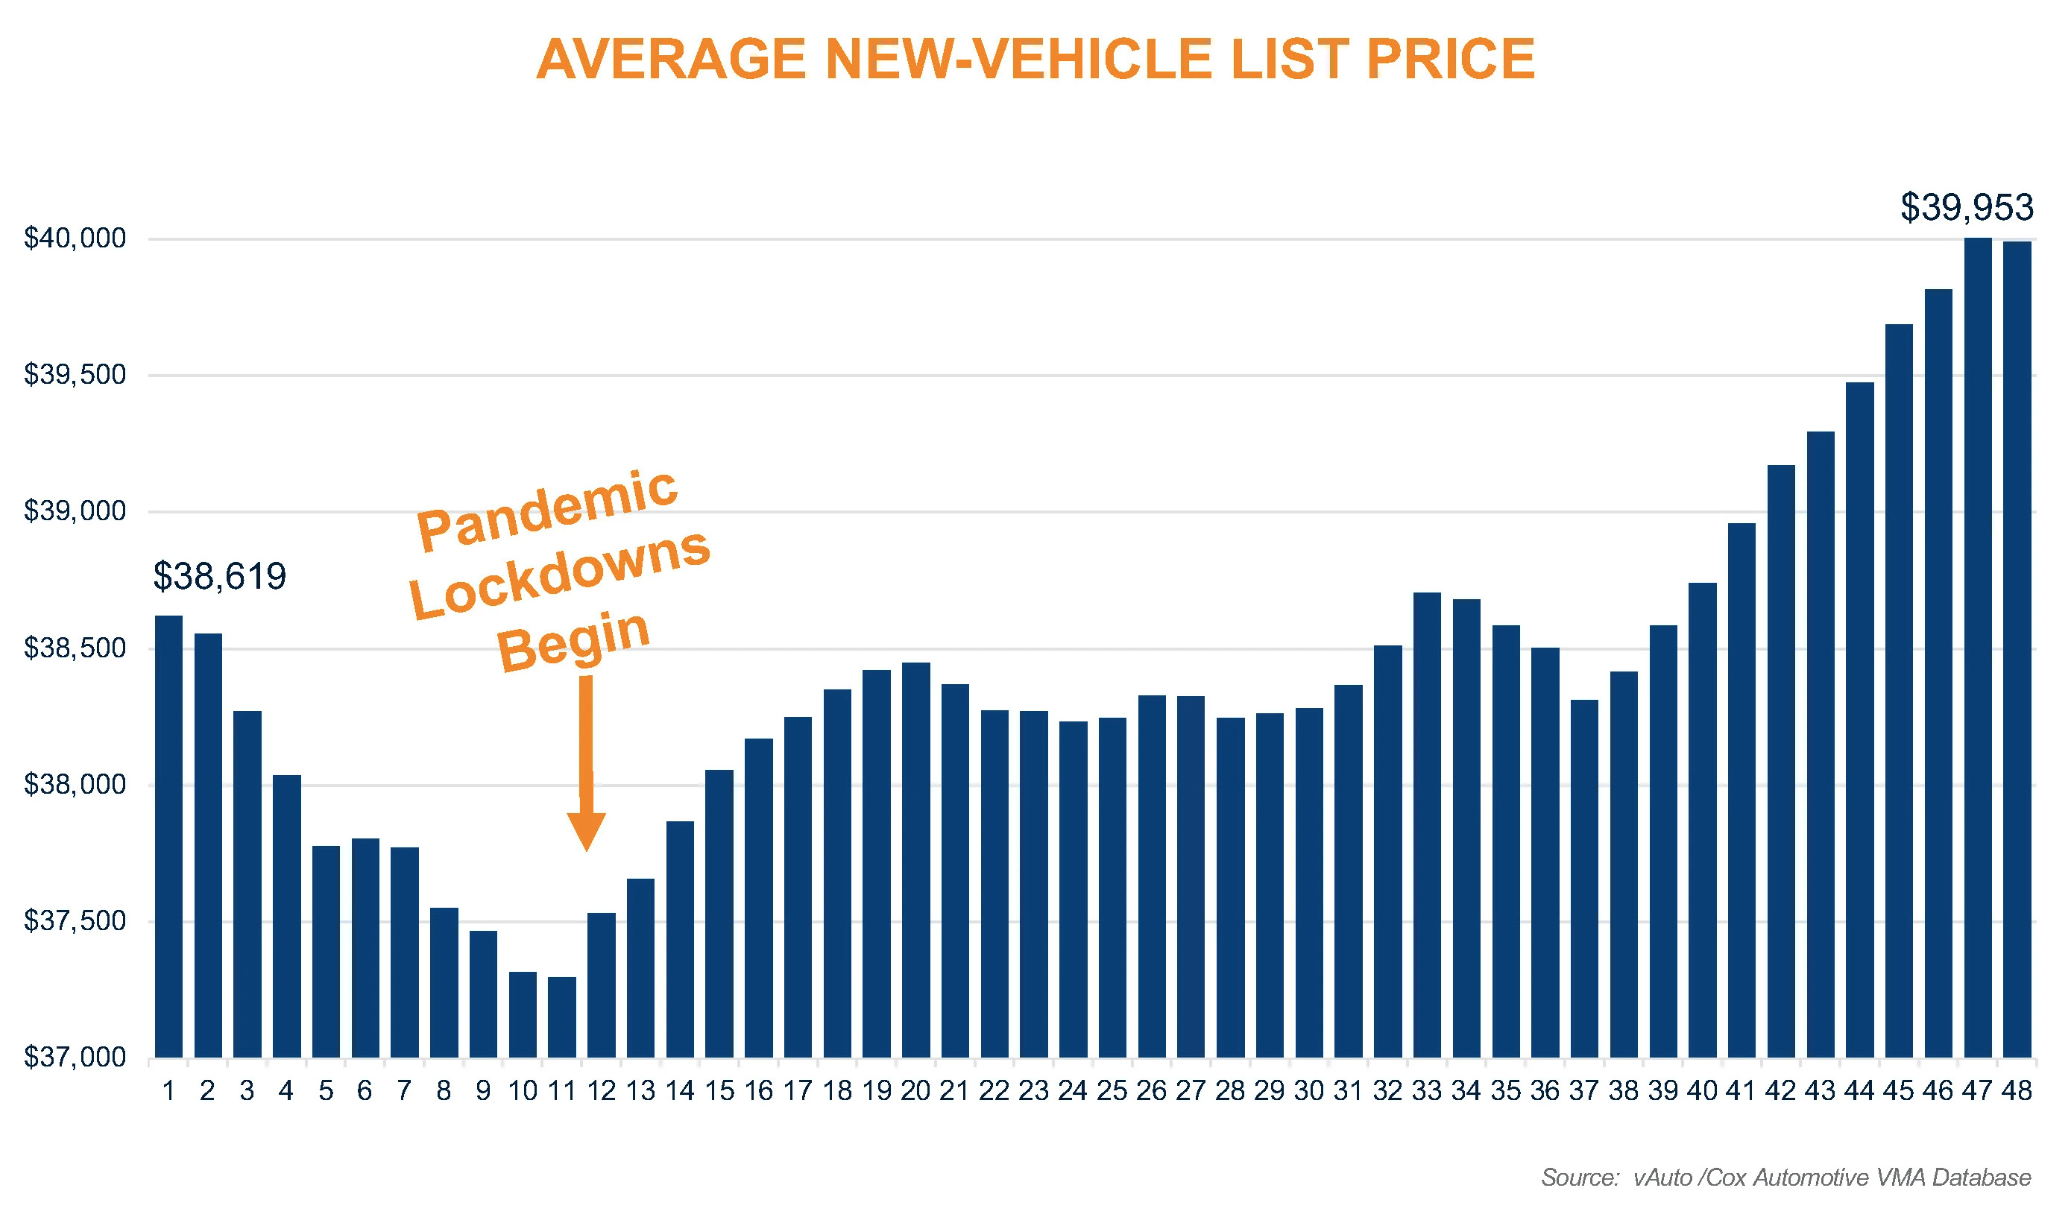 AVERAGE NEW-VEHICLE LIST PRICE
$39,953
$40,000
$39,500
$39,000
$38,500
$38,000
$37,500
$37,000
$38,619
Pandemic
Lockdowns
Begin
1 2 3 4 5 6 7 8 9 10 11 12 13 14 15 16 17 18 19 20 21 22 23 24 25 26 27 28 29 30 31 32 33 34 35 36 37 38 39 40 41 42 43 44 45 46 47 48
Source: vAuto /Cox Automotive VMA Database